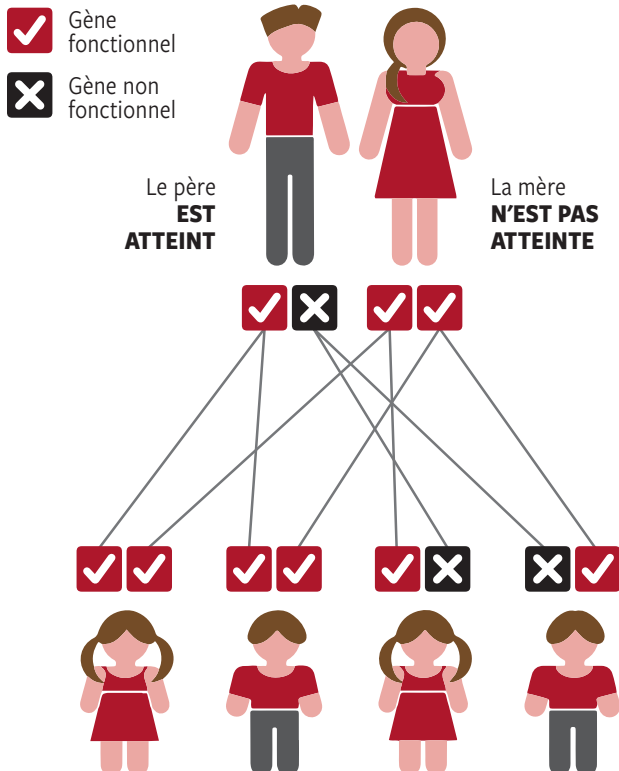 Gène
fonctionnel
Gène non
fonctionnel
Le père
EST
ATTEINT
La mère
N'EST PAS
ATTEINTE